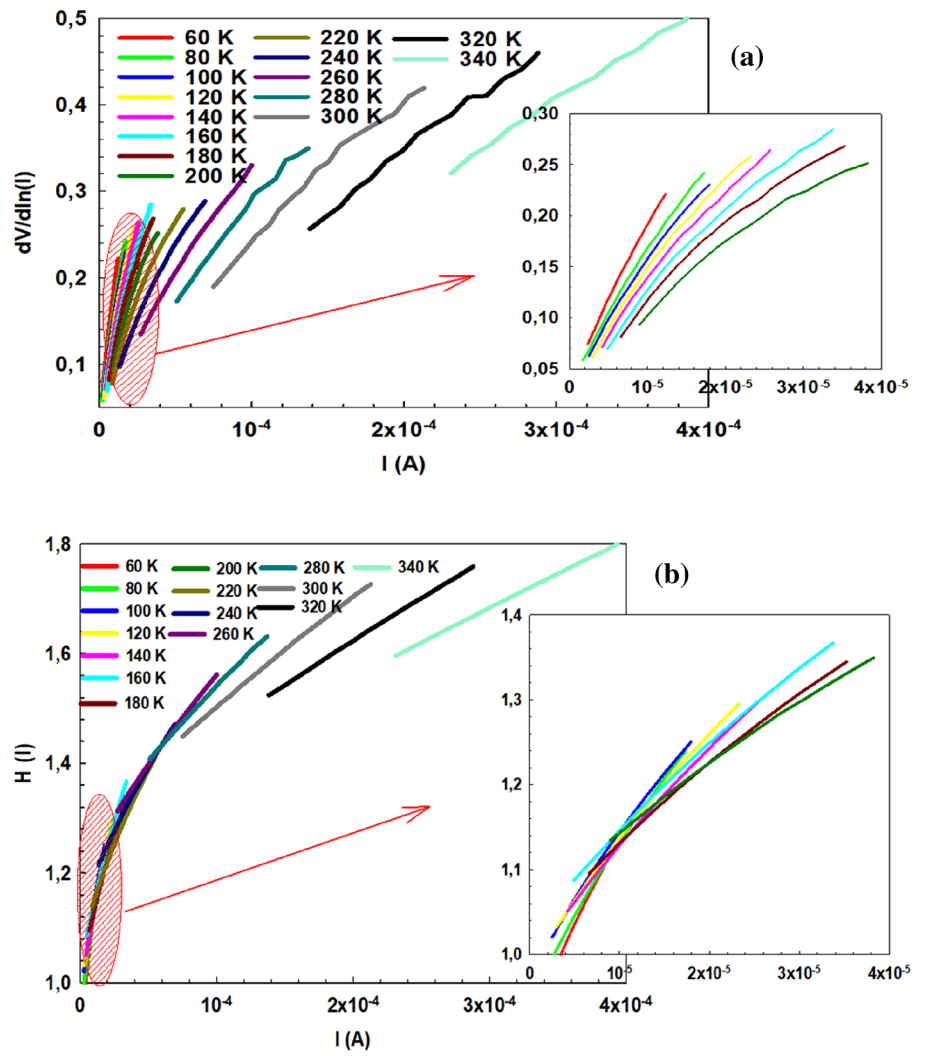 (a)
0,5
0,4
0,3
0,2
0,1
dV/dln(I)
60 K
80 K
100 K
120 K
140 K
160 K
180 K
200 K
220 K
240 K
260 K
280 K
300 K
320 K
340 K
0,30
0,25
0,20
0,15
0,10
0,05
0 10⁻⁵ 2x10⁻⁵ 3x10⁻⁵ 4x10⁻⁵
0 10⁻⁴ 2x10⁻⁴ 3x10⁻⁴ 4x10⁻⁴
I (A)
(b)
1,8
1,6
1,4
1,2
1,0
H (I)
60 K
80 K
100 K
120 K
140 K
160 K
180 K
200 K
220 K
240 K
260 K
280 K
300 K
320 K
340 K
1,4
1,3
1,2
1,1
1,0
0 10⁻⁵ 2x10⁻⁵ 3x10⁻⁵ 4x10⁻⁵
0 10⁻⁴ 2x10⁻⁴ 3x10⁻⁴ 4x10⁻⁴
I (A)